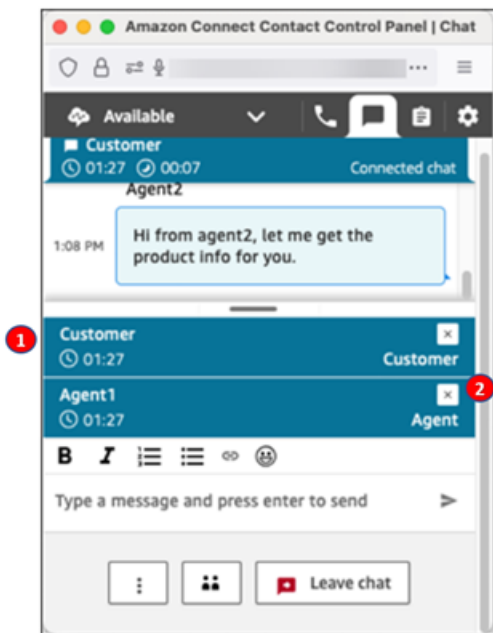 Amazon Connect Contact Control Panel | Chat
Available
Customer
01:27 00:07 Connected chat
Agent2
1:08 PM
Hi from agent2, let me get the
product info for you.
1
Customer
01:27 Customer
Agent1
2
01:27 Agent
B I
Type a message and press enter to send
Leave chat